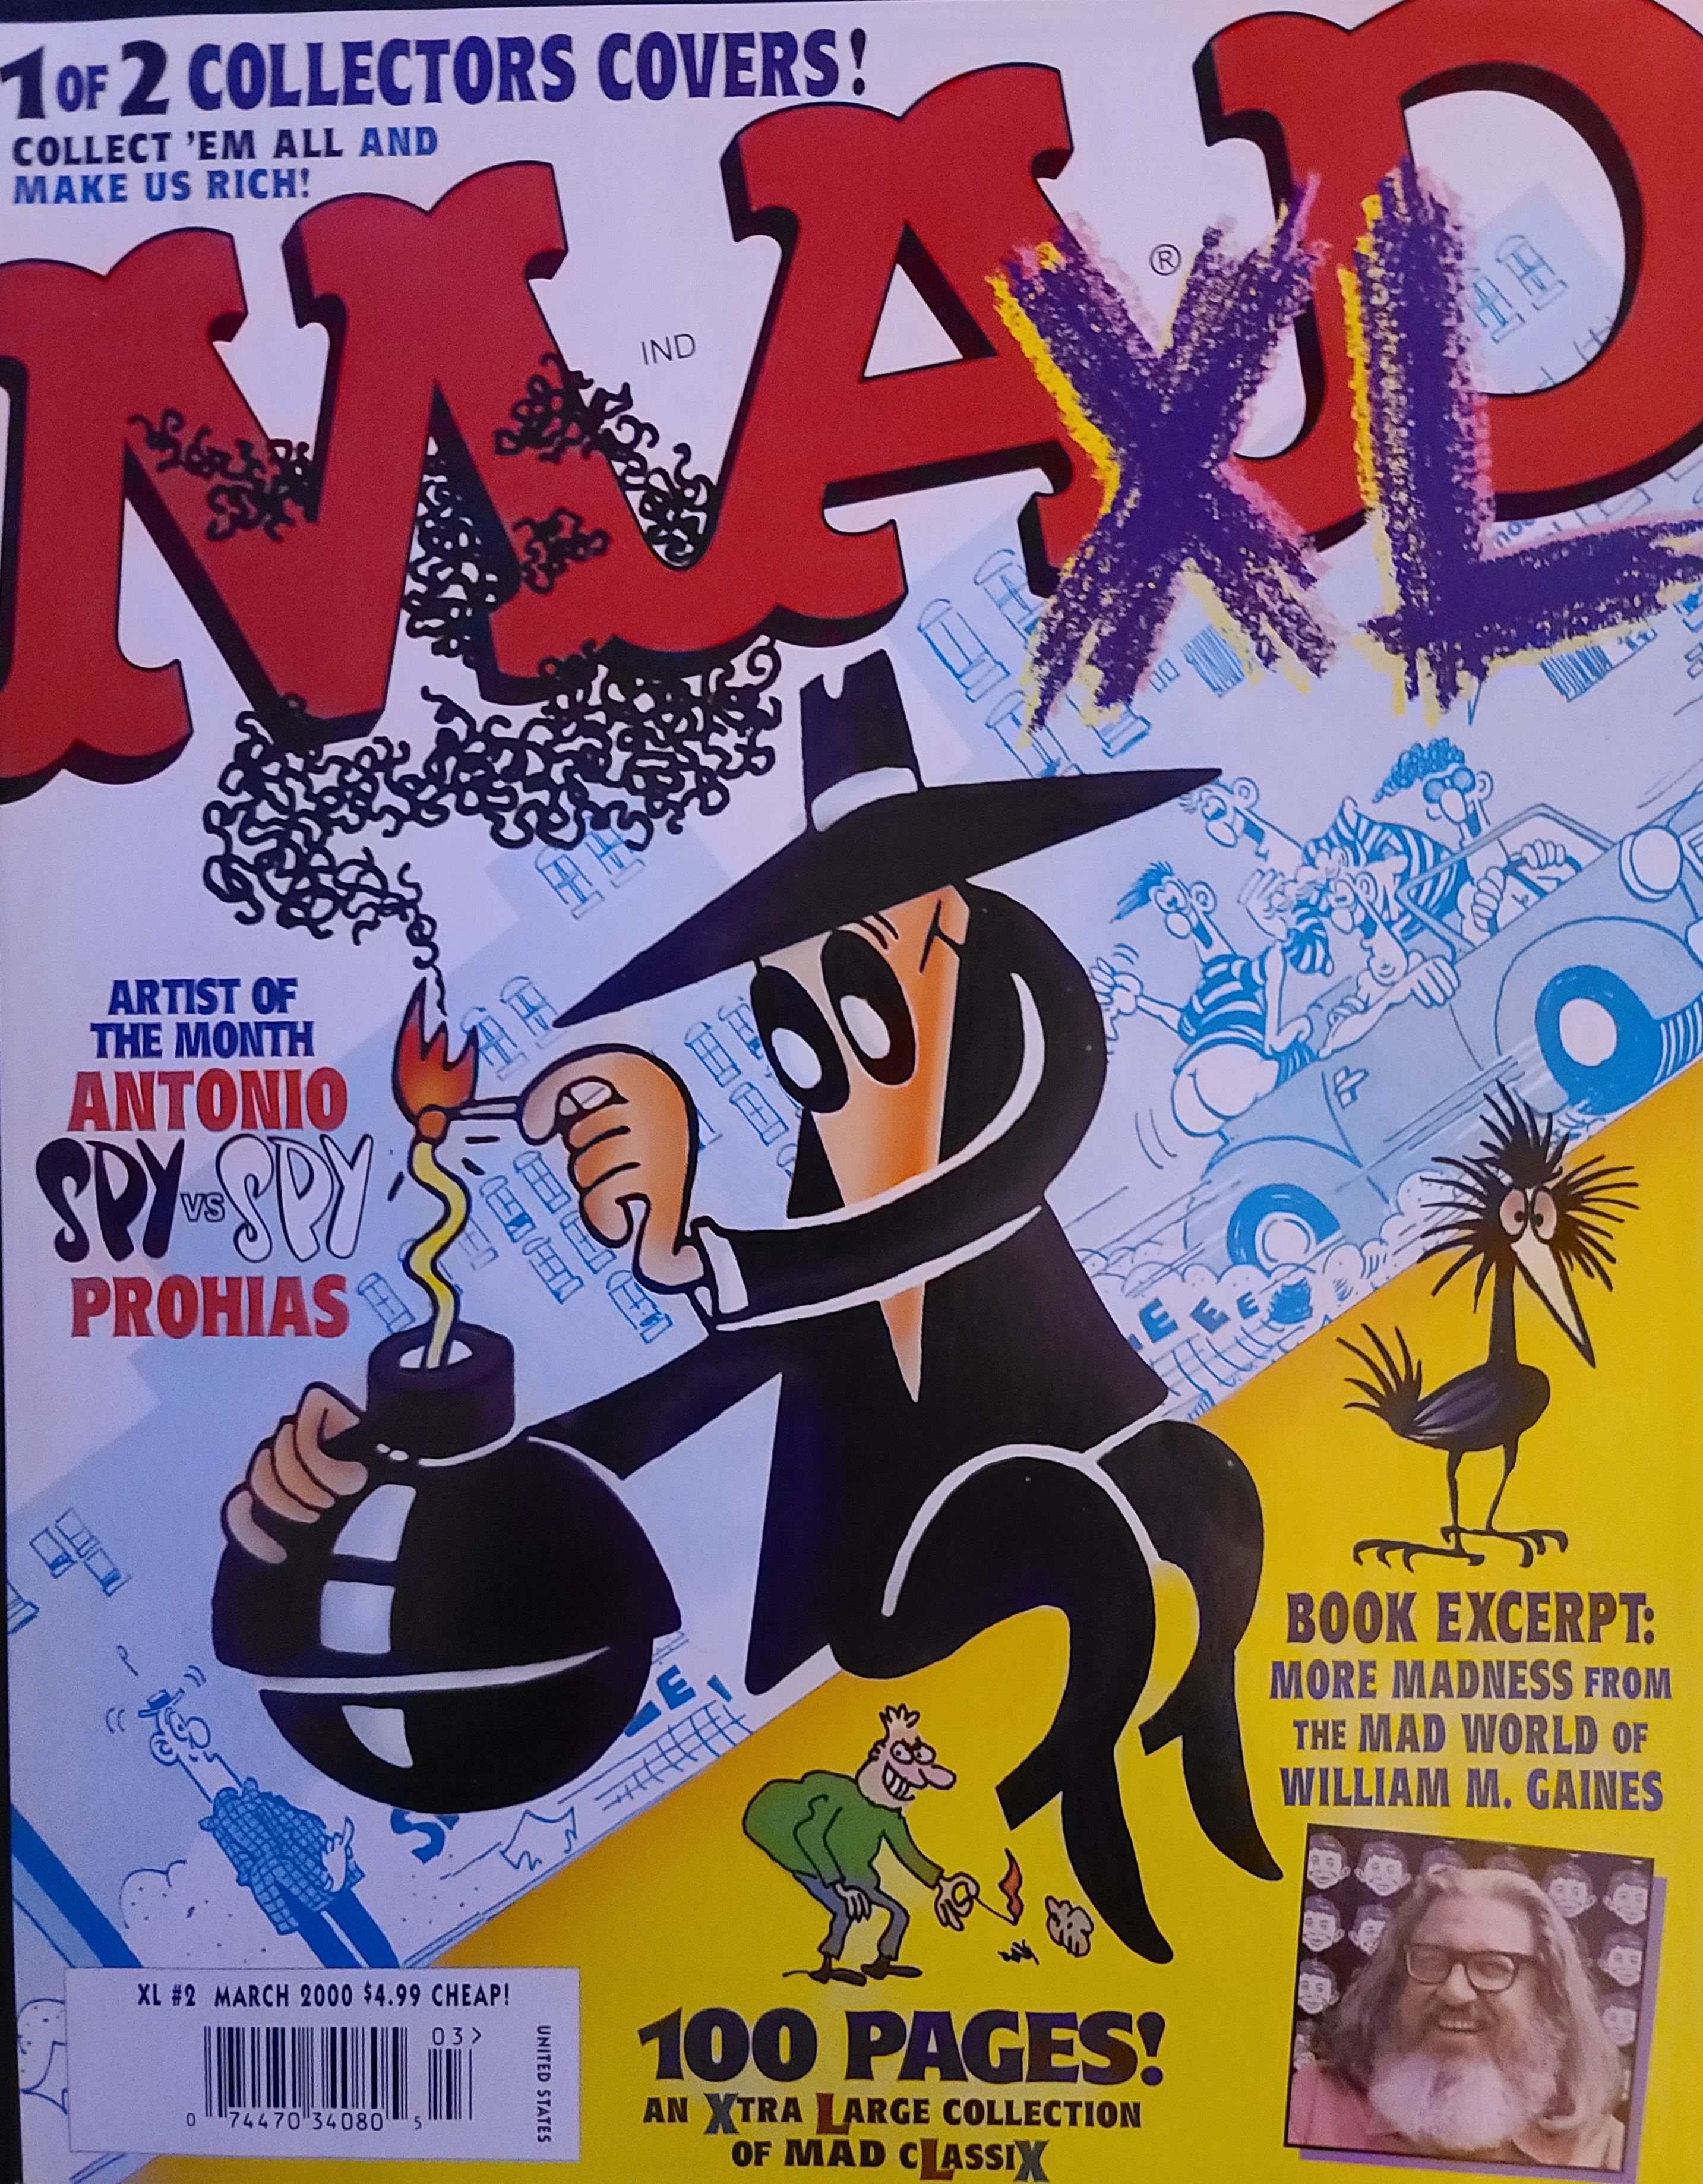 1 OF 2 COLLECTORS COVERS!
COLLECT 'EM ALL AND
MAKE US RICH!
MAD
XL
®
IND
ARTIST OF
THE MONTH
ANTONIO
SPY VS SPY
PROHIAS
BOOK EXCERPT:
MORE MADNESS FROM
THE MAD WORLD OF
WILLIAM M. GAINES
XL #2 MARCH 2000 $4.99 CHEAP!
03>
0 74470 34080 5
UNITED STATES
100 PAGES!
AN XTRA LARGE COLLECTION
OF MAD CLASSIX